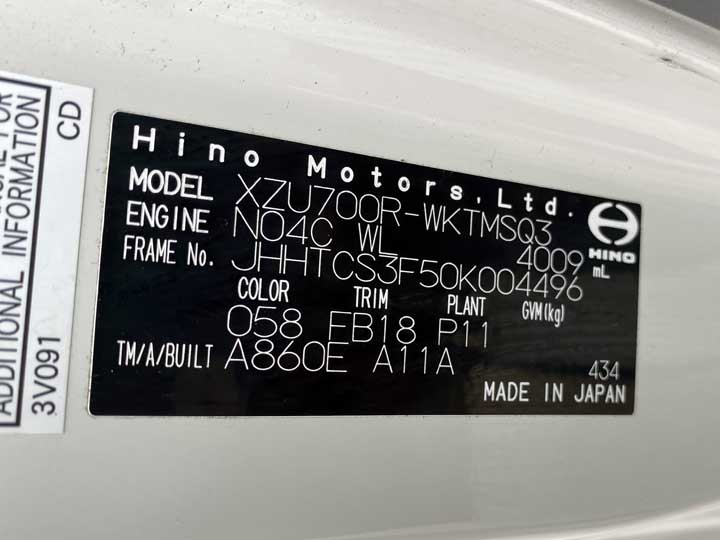 ADDITIONAL INFORMATION
3V091
CD
Hino Motors,Ltd.
MODEL XZU700R-WKTMSQ3
ENGINE N04C WL 4009 mL
HINO
FRAME No. JHHTCS3F50K004496
COLOR TRIM PLANT GVM(kg)
058 FB18 P11
TM/A/BUILT A860E A11A
434
MADE IN JAPAN